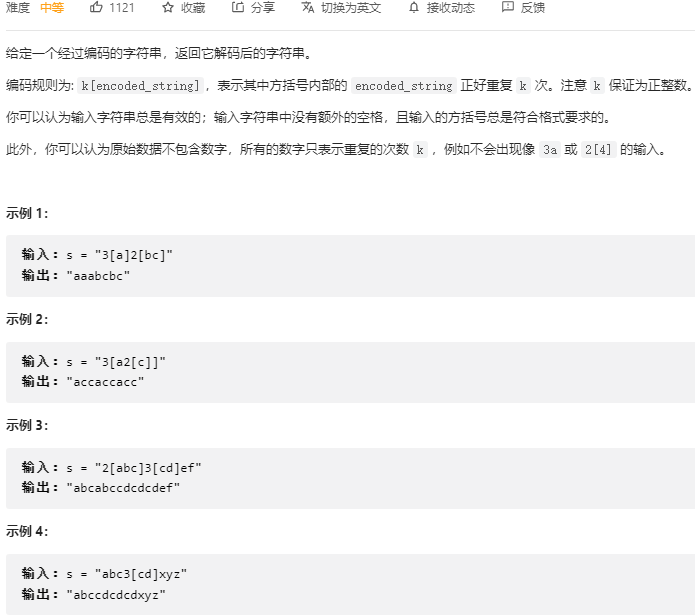 难度 中等 1121 收藏 分享 切换为英文 接收动态 反馈
给定一个经过编码的字符串，返回它解码后的字符串。
编码规则为: k[encoded_string]，表示其中方括号内部的 encoded_string 正好重复 k 次。注意 k 保证为正整数。
你可以认为输入字符串总是有效的；输入字符串中没有额外的空格，且输入的方括号总是符合格式要求的。
此外，你可以认为原始数据不包含数字，所有的数字只表示重复的次数 k ，例如不会出现像 3a 或 2[4] 的输入。
示例 1：
输入：s = "3[a]2[bc]"
输出："aaabcbc"
示例 2：
输入：s = "3[a2[c]]"
输出："accaccacc"
示例 3：
输入：s = "2[abc]3[cd]ef"
输出："abcabccdcdcdef"
示例 4：
输入：s = "abc3[cd]xyz"
输出："abccdcdcdxyz"